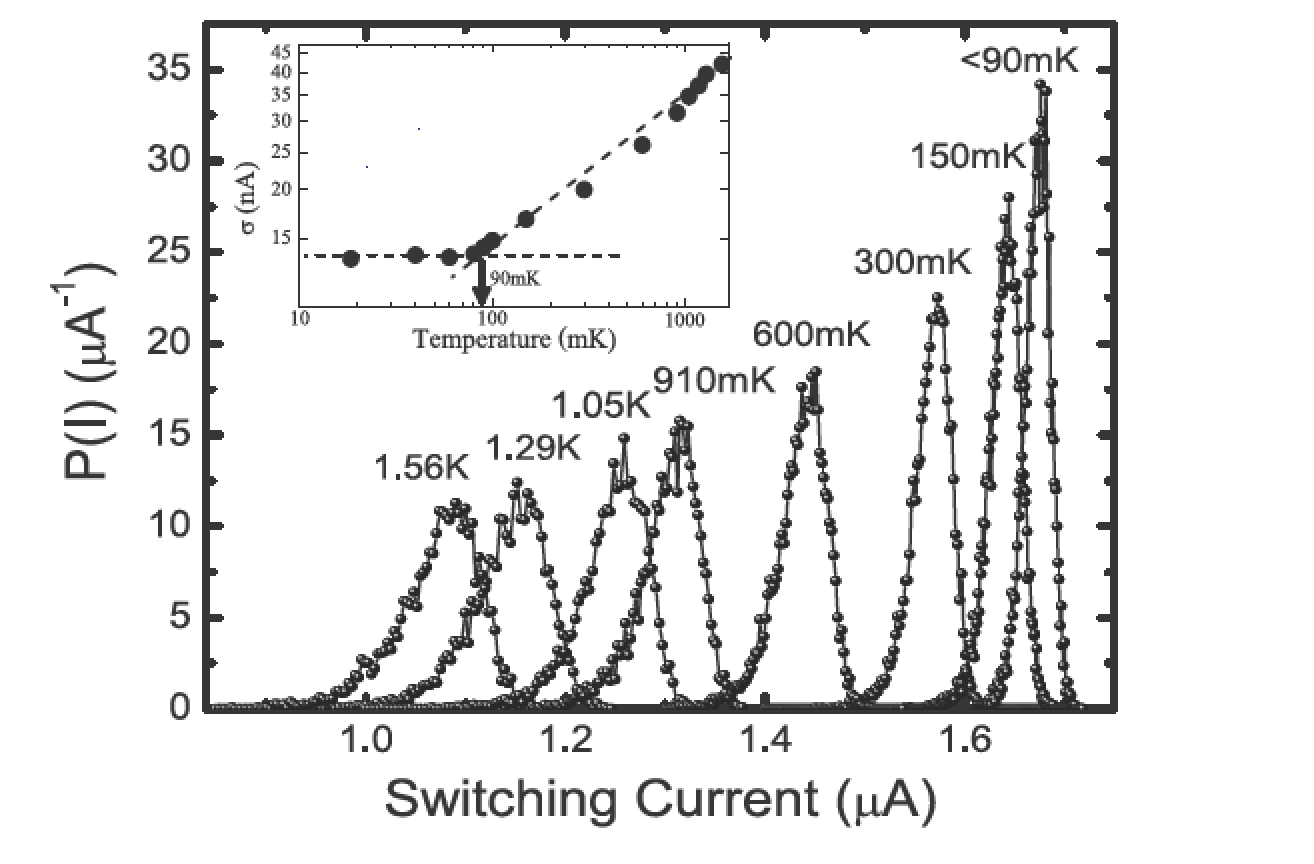 35
30
25
20
15
10
5
0
P(I) (μA⁻¹)
1.0
1.2
1.4
1.6
Switching Current (μA)
<90mK
150mK
300mK
600mK
910mK
1.05K
1.29K
1.56K
45
40
35
30
25
20
15
σ (nA)
90mK
10
100
1000
Temperature (mK)